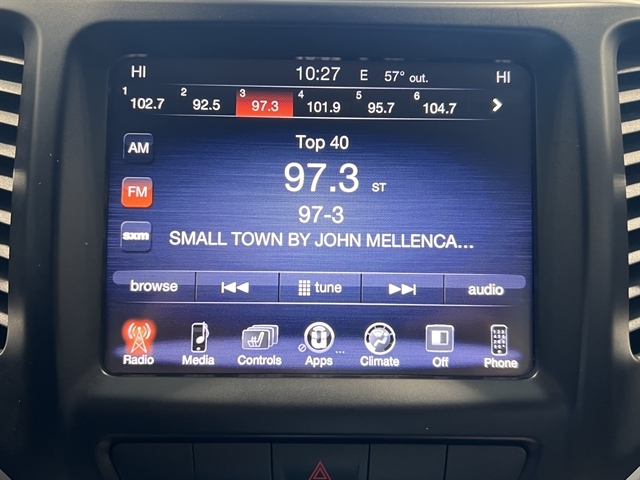 HI 10:27 E 57° out. HI
1 102.7 2 92.5 3 97.3 4 101.9 5 95.7 6 104.7
AM
Top 40
97.3 ST
FM
97-3
sxm
SMALL TOWN BY JOHN MELLENCA...
browse tune audio
Radio Media Controls Apps ... Climate Off Phone